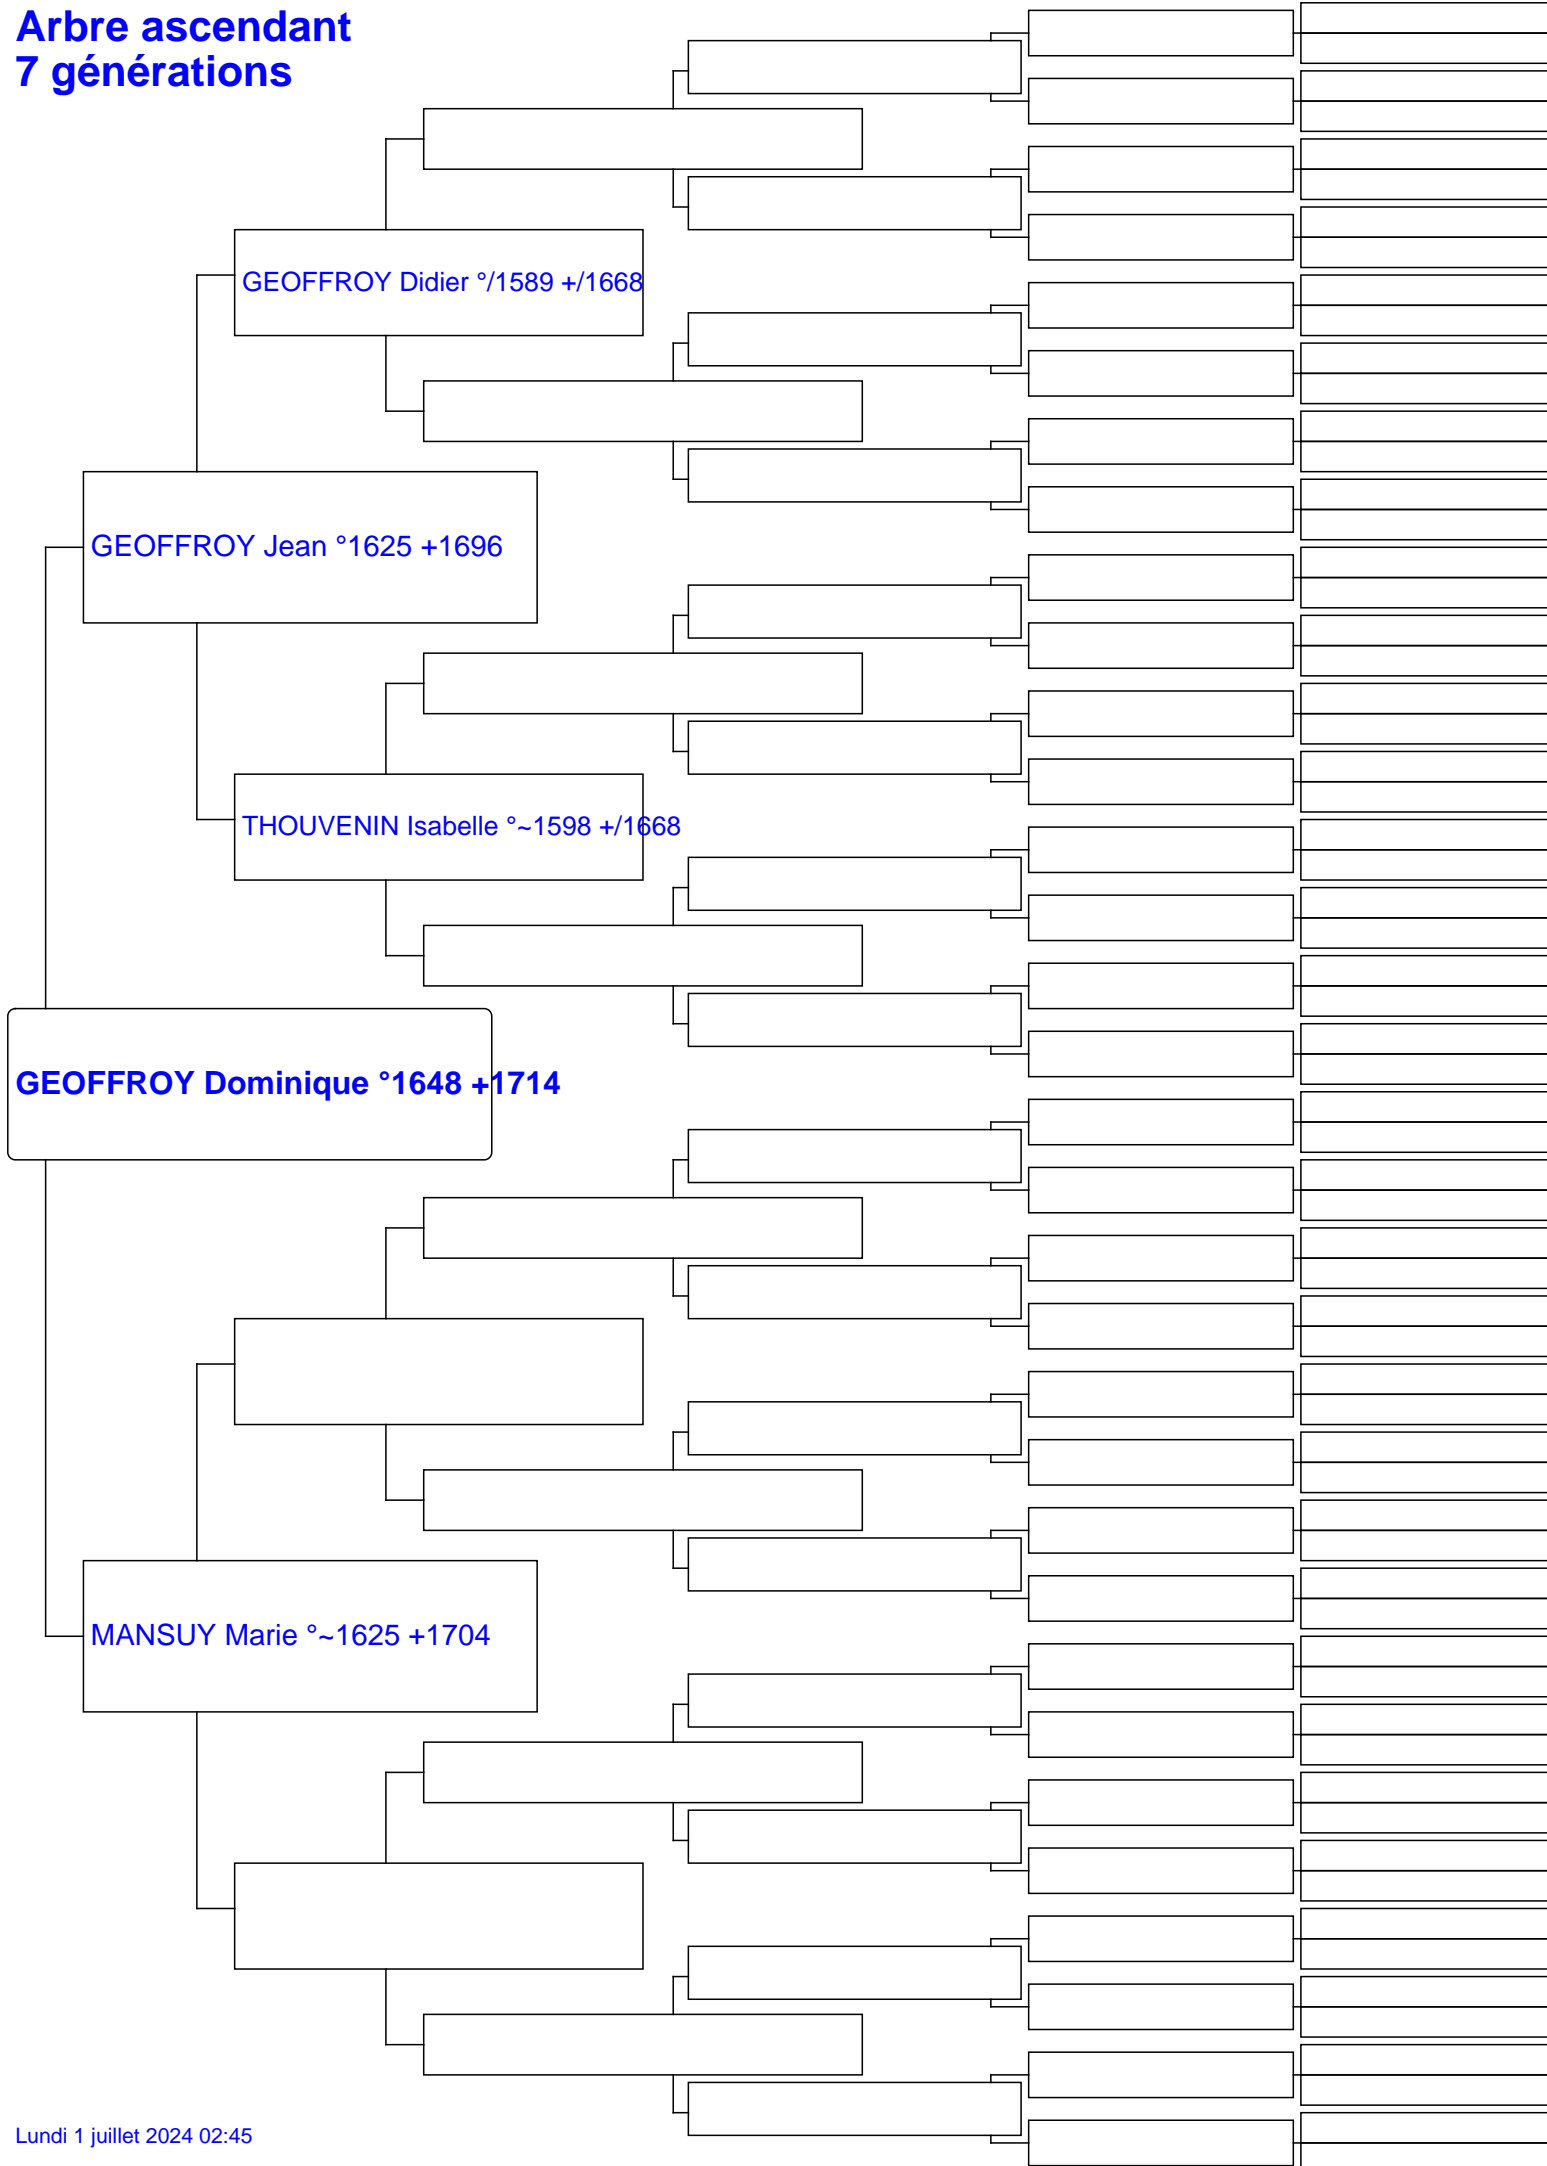 Arbre ascendant
7 générations
GEOFFROY Didier °/1589 +/1668
GEOFFROY Jean °1625 +1696
THOUVENIN Isabelle °~1598 +/1668
GEOFFROY Dominique °1648 +1714
MANSUY Marie °~1625 +1704
Lundi 1 juillet 2024 02:45